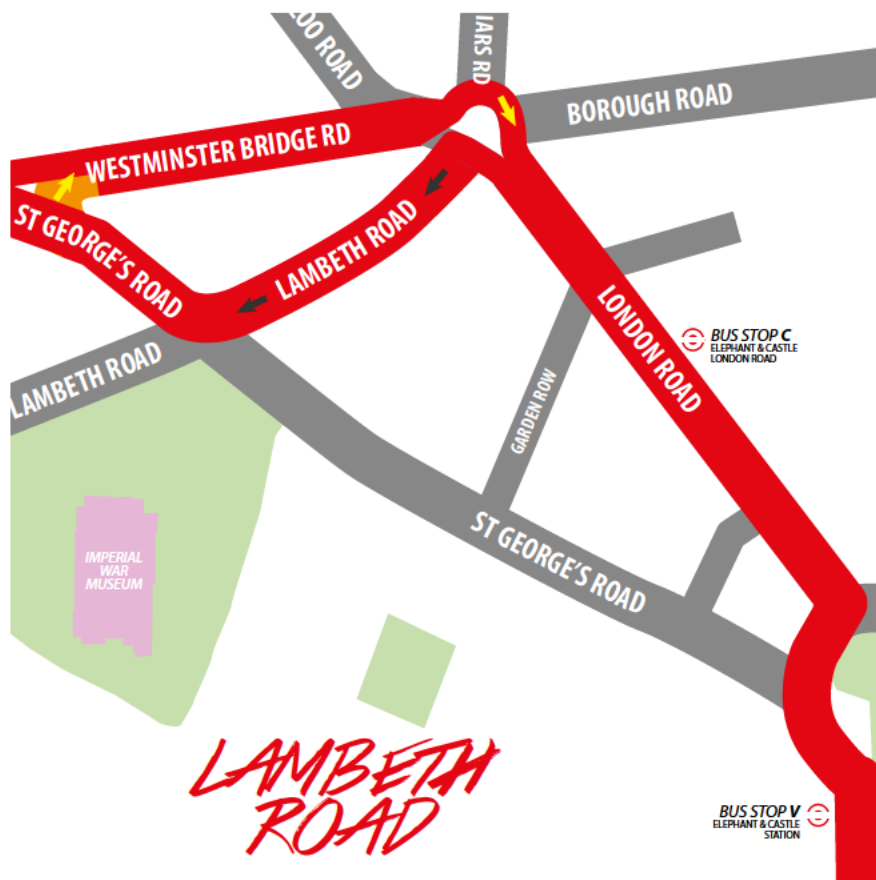 OO ROAD
IARS RD
BOROUGH ROAD
WESTMINSTER BRIDGE RD
ST GEORGE'S ROAD
LAMBETH ROAD
LONDON ROAD
BUS STOP C
ELEPHANT & CASTLE
LONDON ROAD
LAMBETH ROAD
GARDEN ROW
ST GEORGE'S ROAD
IMPERIAL
WAR
MUSEUM
LAMBETH
ROAD
BUS STOP V
ELEPHANT & CASTLE
STATION